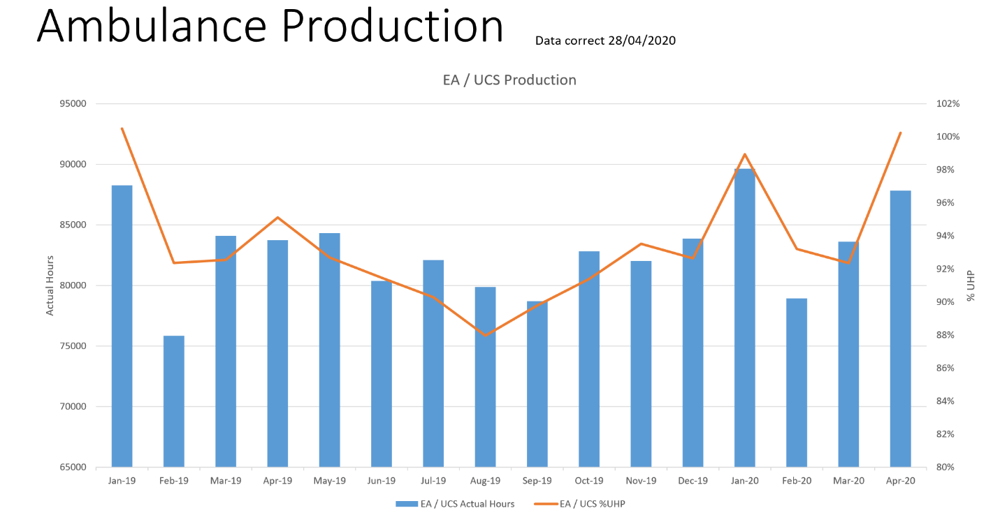 Ambulance Production
Data correct 28/04/2020
EA / UCS Production
95000
90000
85000
80000
75000
70000
65000
Actual Hours
102%
100%
98%
96%
94%
92%
90%
88%
86%
84%
82%
80%
% UHP
Jan-19 Feb-19 Mar-19 Apr-19 May-19 Jun-19 Jul-19 Aug-19 Sep-19 Oct-19 Nov-19 Dec-19 Jan-20 Feb-20 Mar-20 Apr-20
EA / UCS Actual Hours EA / UCS %UHP